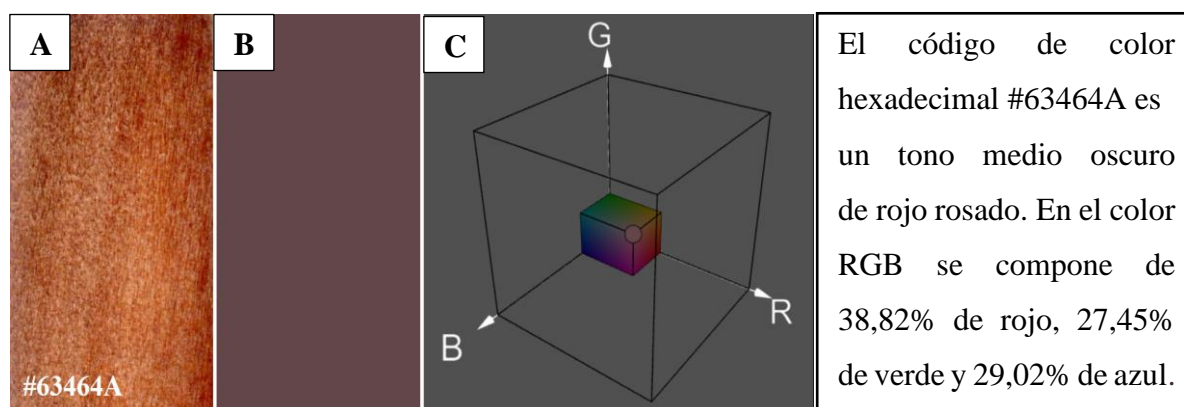 A
B
C
G
R
B
#63464A
El código de color
hexadecimal #63464A es
un tono medio oscuro
de rojo rosado. En el color
RGB se compone de
38,82% de rojo, 27,45%
de verde y 29,02% de azul.